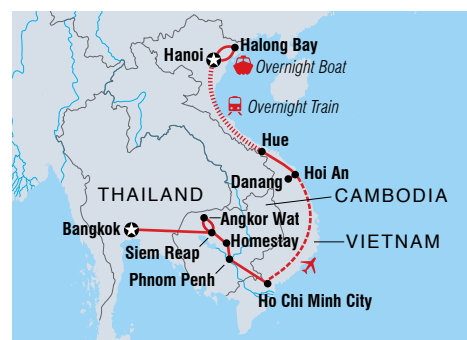 Halong Bay
Hanoi
Overnight Boat
Overnight Train
Hue
Hoi An
Danang
THAILAND
CAMBODIA
Angkor Wat
Bangkok
Homestay
VIETNAM
Siem Reap
Phnom Penh
Ho Chi Minh City